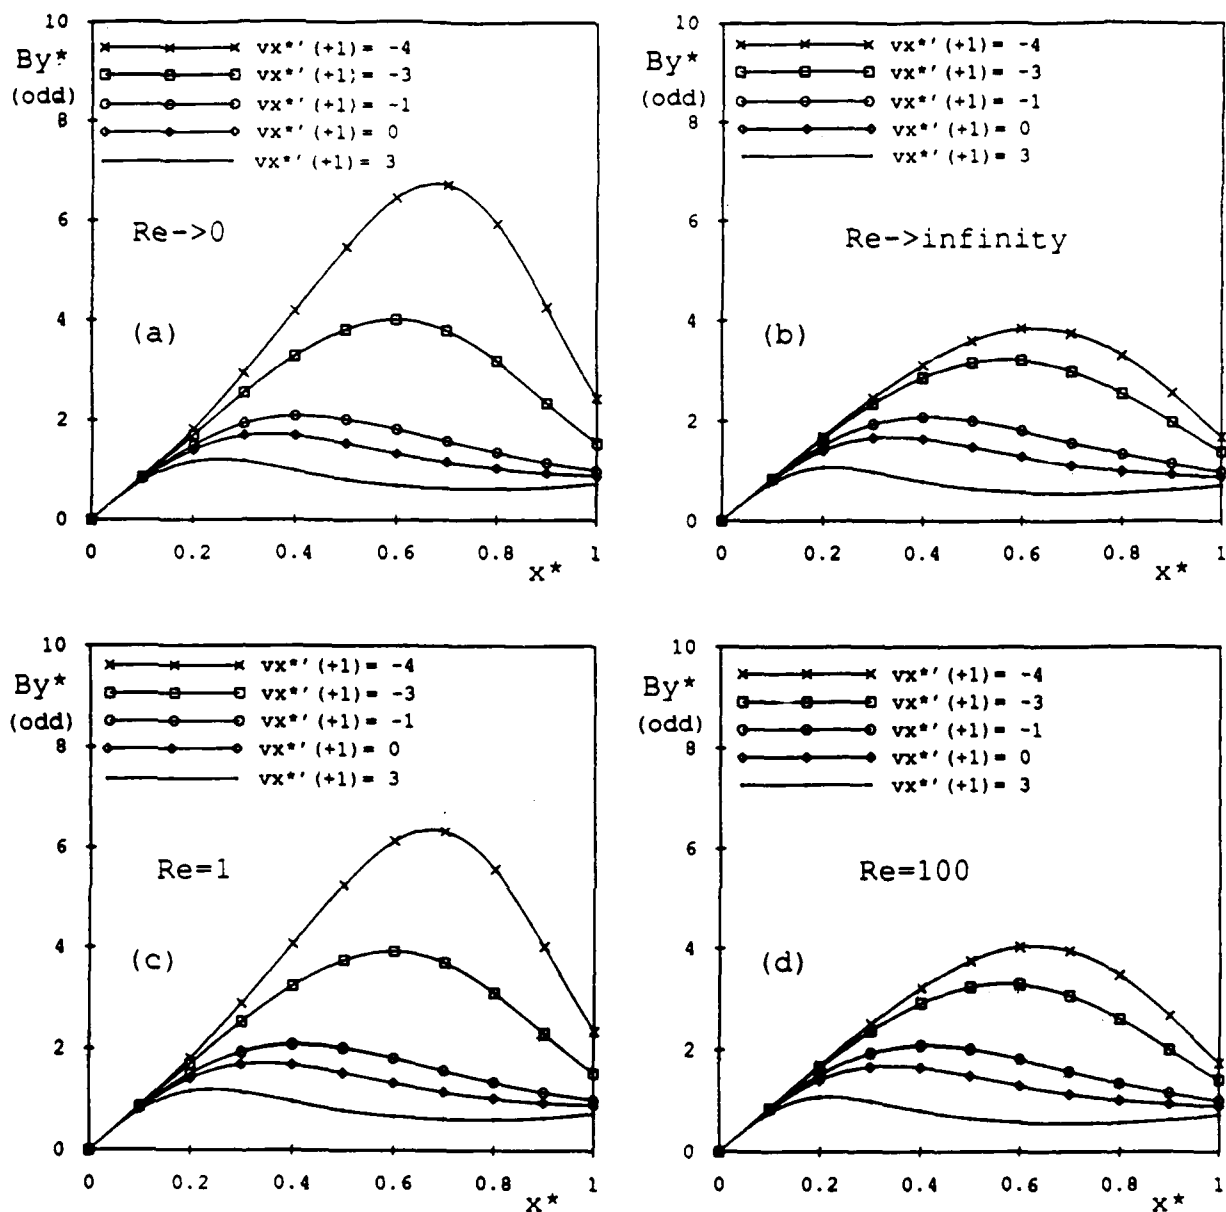 10
By*
(odd)
8
6
4
2
0
vx*'(+1)= -4
vx*'(+1)= -3
vx*'(+1)= -1
vx*'(+1)= 0
vx*'(+1)= 3
Re->0
(a)
0 0.2 0.4 0.6 0.8 1
x*
10
By*
(odd)
8
6
4
2
0
vx*'(+1)= -4
vx*'(+1)= -3
vx*'(+1)= -1
vx*'(+1)= 0
vx*'(+1)= 3
Re->infinity
(b)
0 0.2 0.4 0.6 0.8 1
x*
10
By*
(odd)
8
6
4
2
0
vx*'(+1)= -4
vx*'(+1)= -3
vx*'(+1)= -1
vx*'(+1)= 0
vx*'(+1)= 3
Re=1
(c)
0 0.2 0.4 0.6 0.8 1
x*
10
By*
(odd)
8
6
4
2
0
vx*'(+1)= -4
vx*'(+1)= -3
vx*'(+1)= -1
vx*'(+1)= 0
vx*'(+1)= 3
Re=100
(d)
0 0.2 0.4 0.6 0.8 1
x*